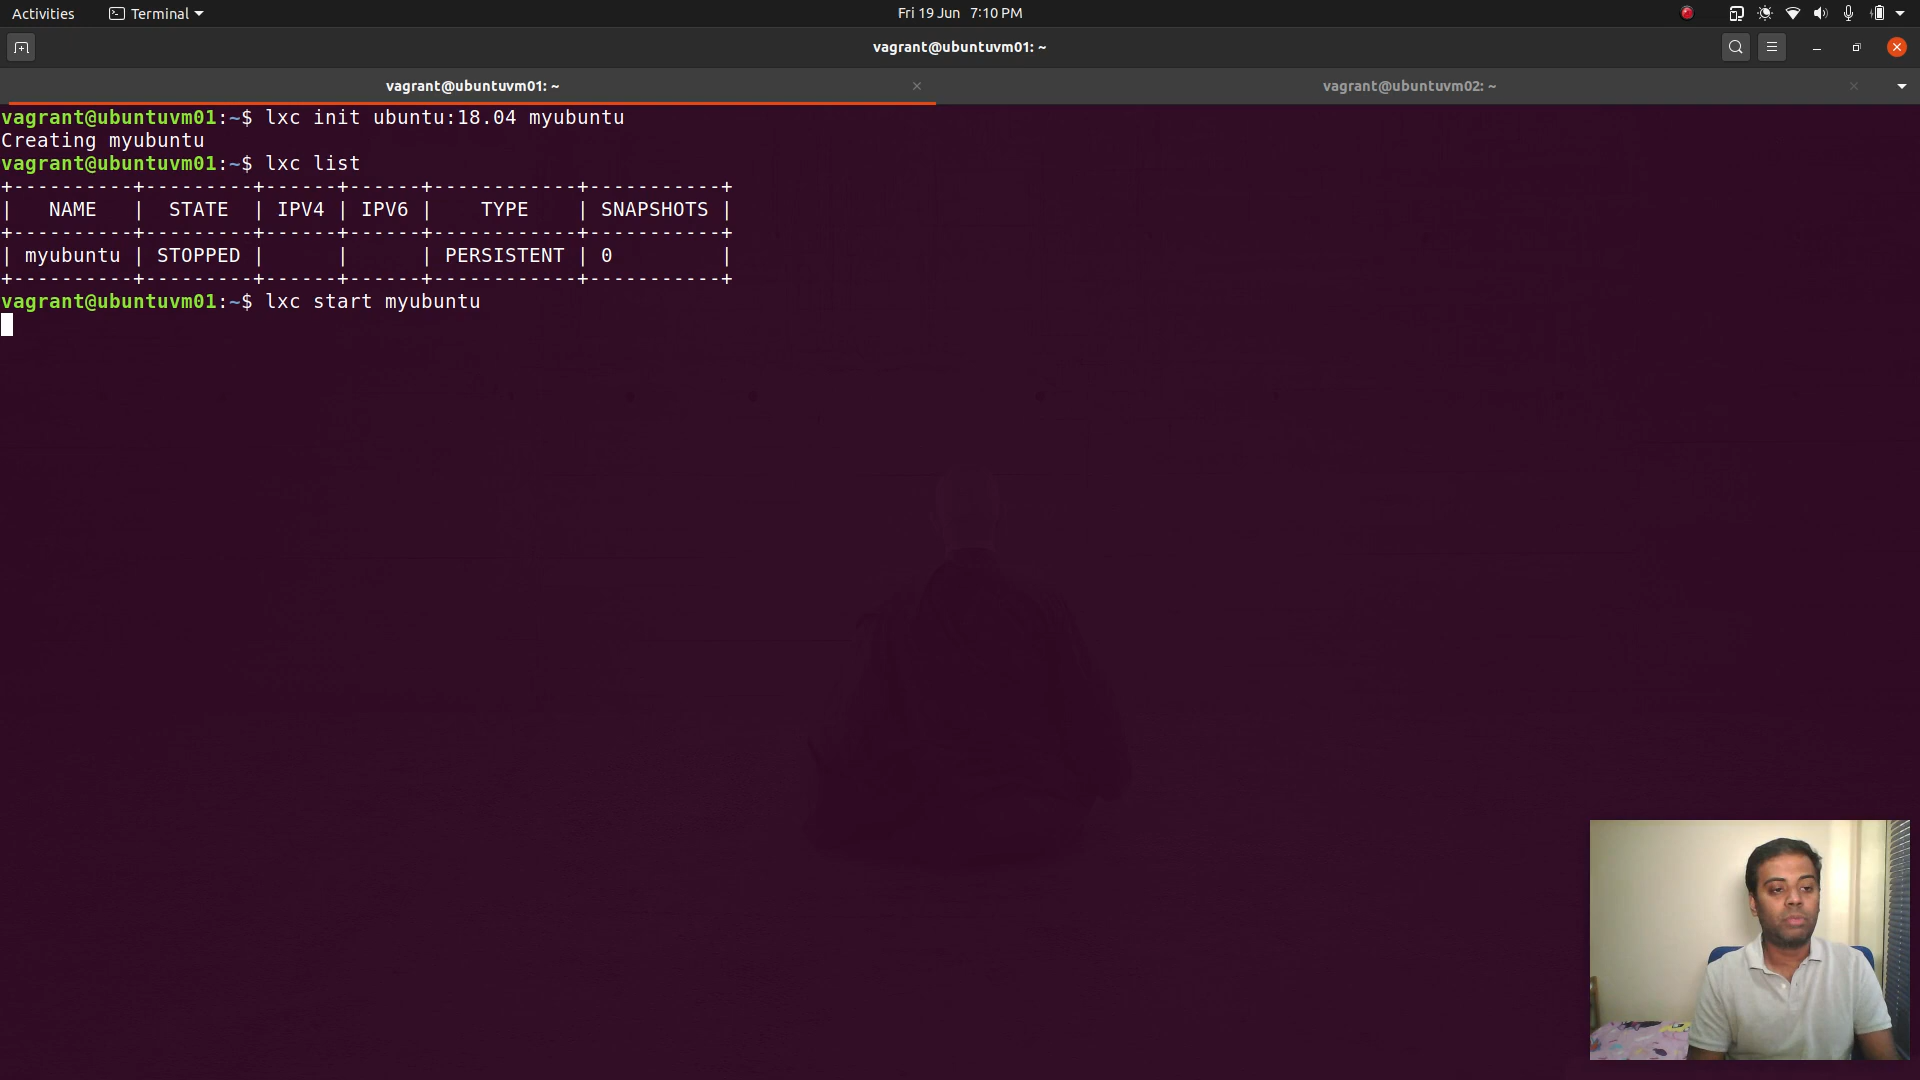 Activities
Terminal
Fri 19 Jun 7:10 PM
vagrant@ubuntuvm01: ~
vagrant@ubuntuvm01: ~
vagrant@ubuntuvm02: ~
vagrant@ubuntuvm01:~$ lxc init ubuntu:18.04 myubuntu
Creating myubuntu
vagrant@ubuntuvm01:~$ lxc list
+----------+---------+------+------+------------+-----------+
|   NAME   |  STATE  | IPV4 | IPV6 |    TYPE    | SNAPSHOTS |
+----------+---------+------+------+------------+-----------+
| myubuntu | STOPPED |      |      | PERSISTENT | 0         |
+----------+---------+------+------+------------+-----------+
vagrant@ubuntuvm01:~$ lxc start myubuntu